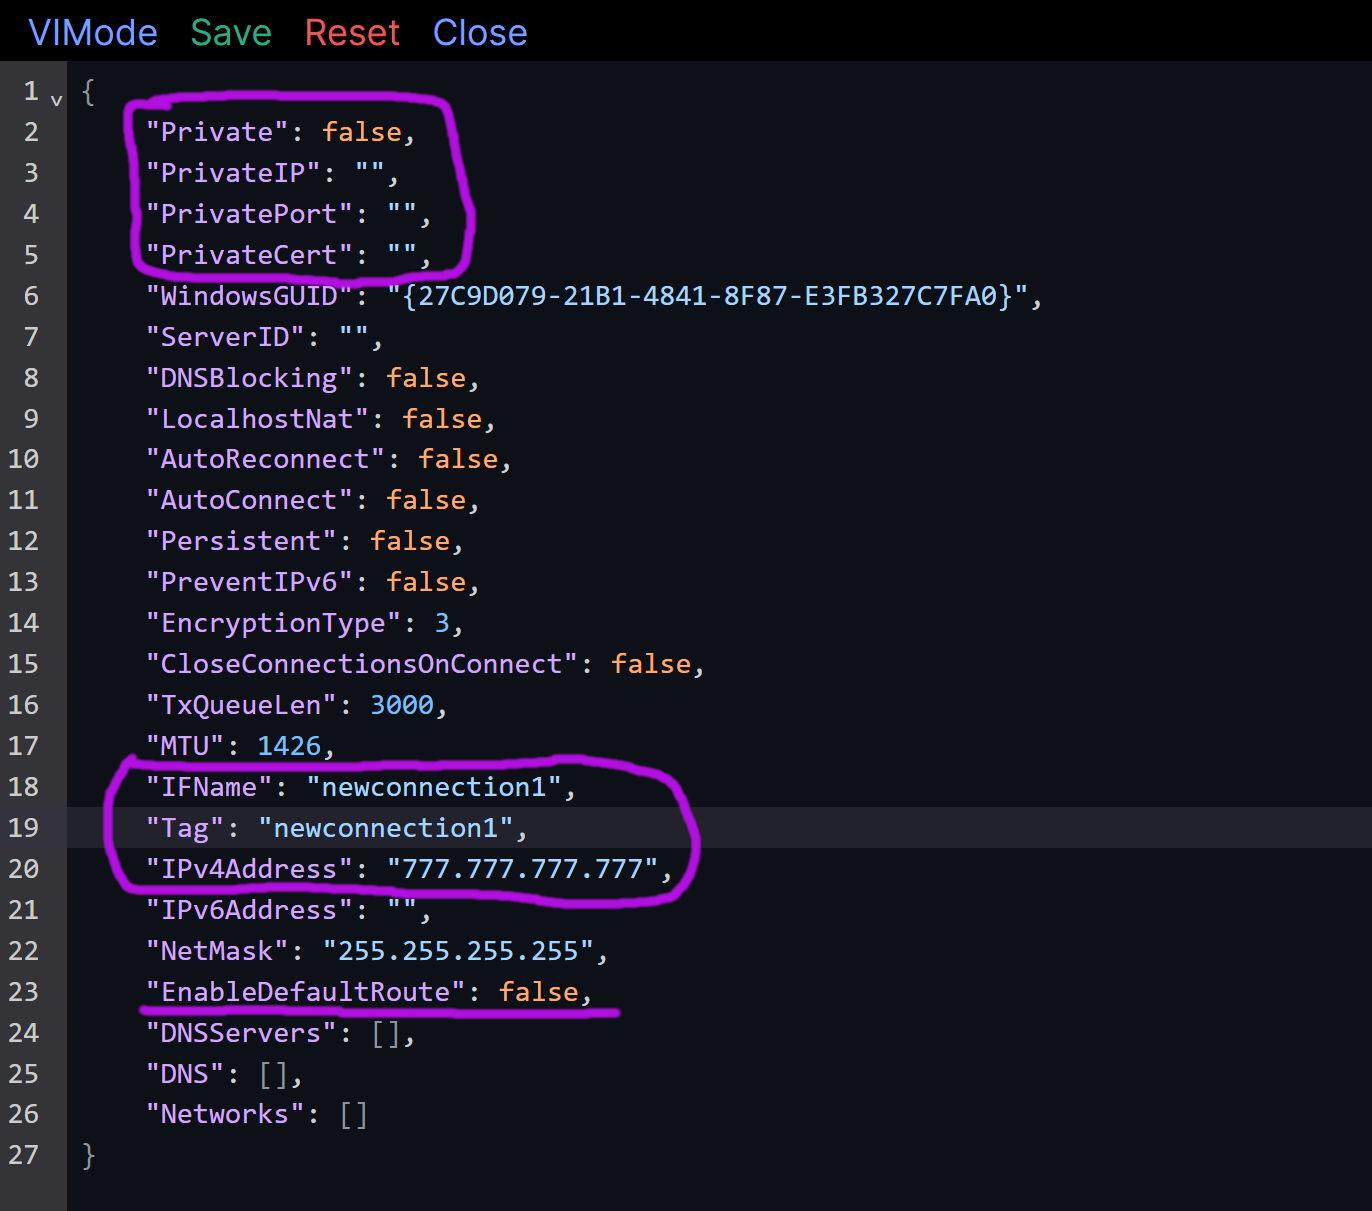 VIMode Save Reset Close
1 {
2 "Private": false,
3 "PrivateIP": "",
4 "PrivatePort": "",
5 "PrivateCert": "",
6 "WindowsGUID": "{27C9D079-21B1-4841-8F87-E3FB327C7FA0}",
7 "ServerID": "",
8 "DNSBlocking": false,
9 "LocalhostNat": false,
10 "AutoReconnect": false,
11 "AutoConnect": false,
12 "Persistent": false,
13 "PreventIPv6": false,
14 "EncryptionType": 3,
15 "CloseConnectionsOnConnect": false,
16 "TxQueueLen": 3000,
17 "MTU": 1426,
18 "IFName": "newconnection1",
19 "Tag": "newconnection1",
20 "IPv4Address": "777.777.777.777",
21 "IPv6Address": "",
22 "NetMask": "255.255.255.255",
23 "EnableDefaultRoute": false,
24 "DNSServers": [],
25 "DNS": [],
26 "Networks": []
27 }